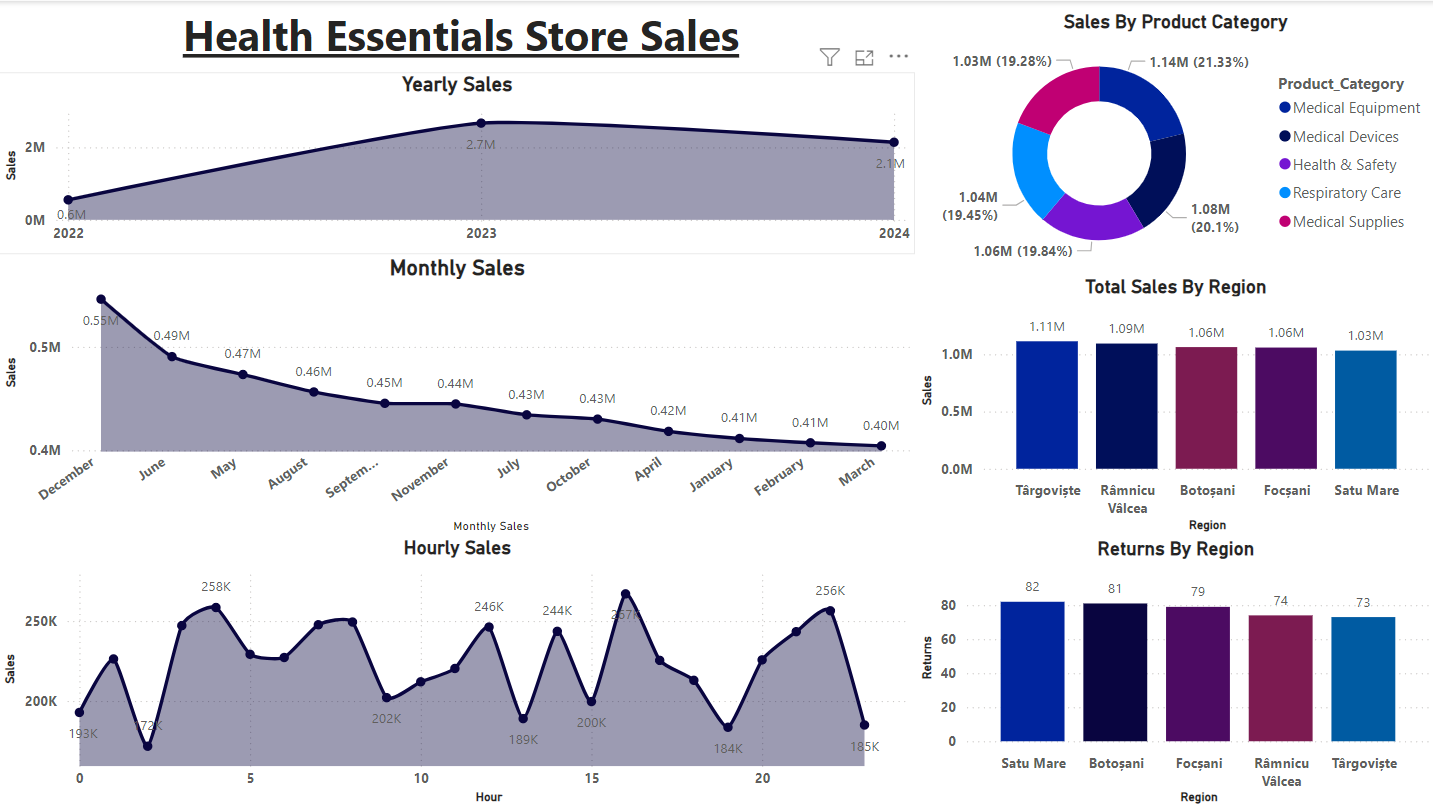 Health Essentials Store Sales
Yearly Sales
Sales
2M
0M
0.6M
2.7M
2.1M
2022
2023
2024
Monthly Sales
Sales
0.5M
0.4M
0.55M
0.49M
0.47M
0.46M
0.45M
0.44M
0.43M
0.43M
0.42M
0.41M
0.41M
0.40M
December
June
May
August
Septem...
November
July
October
April
January
February
March
Monthly Sales
Hourly Sales
Sales
250K
200K
193K
172K
258K
202K
246K
189K
244K
200K
267K
184K
256K
185K
0
5
10
15
20
Hour
Sales By Product Category
1.03M (19.28%)
1.14M (21.33%)
1.04M
(19.45%)
1.08M
(20.1%)
1.06M (19.84%)
Product_Category
Medical Equipment
Medical Devices
Health & Safety
Respiratory Care
Medical Supplies
Total Sales By Region
Sales
1.0M
0.5M
0.0M
1.11M
1.09M
1.06M
1.06M
1.03M
Târgoviște
Râmnicu
Vâlcea
Botoșani
Focșani
Satu Mare
Region
Returns By Region
Returns
80
60
40
20
0
82
81
79
74
73
Satu Mare
Botoșani
Focșani
Râmnicu
Vâlcea
Târgoviște
Region